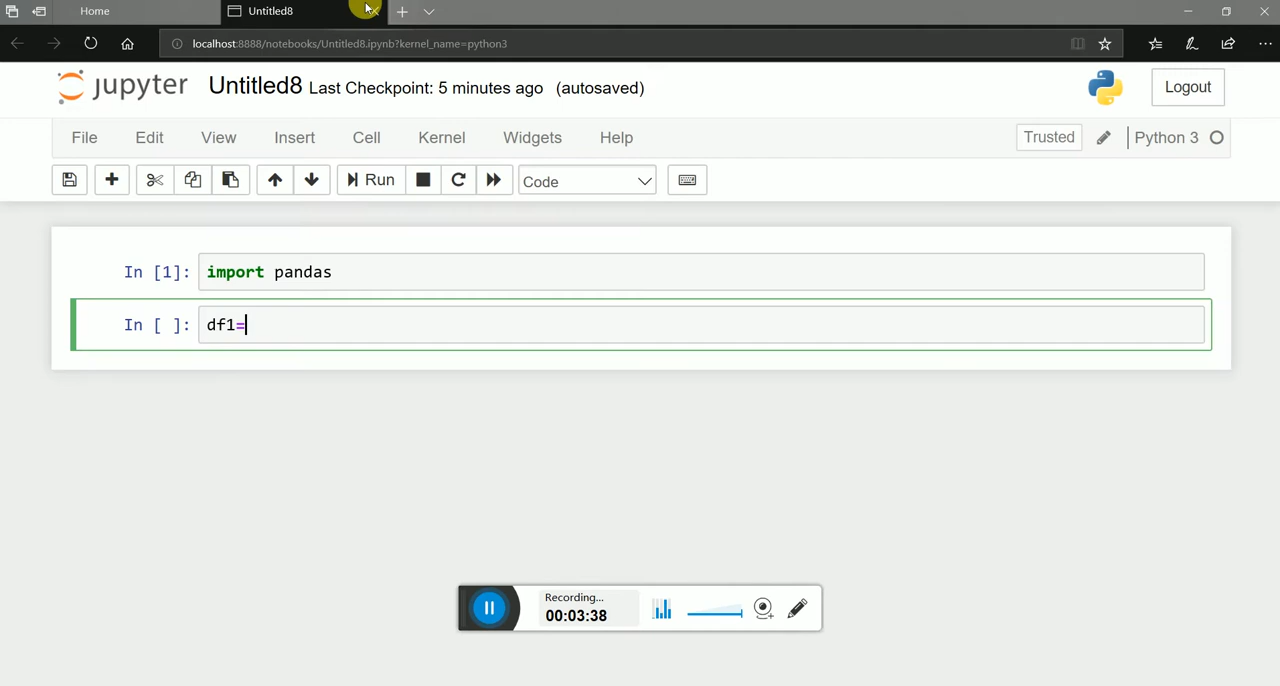 Home
Untitled8
localhost:8888/notebooks/Untitled8.ipynb?kernel_name=python3
jupyter Untitled8 Last Checkpoint: 5 minutes ago (autosaved)
Logout
File Edit View Insert Cell Kernel Widgets Help
Trusted
Python 3
Run
Code
In [1]: import pandas
In [ ]: df1=
Recording...
00:03:38